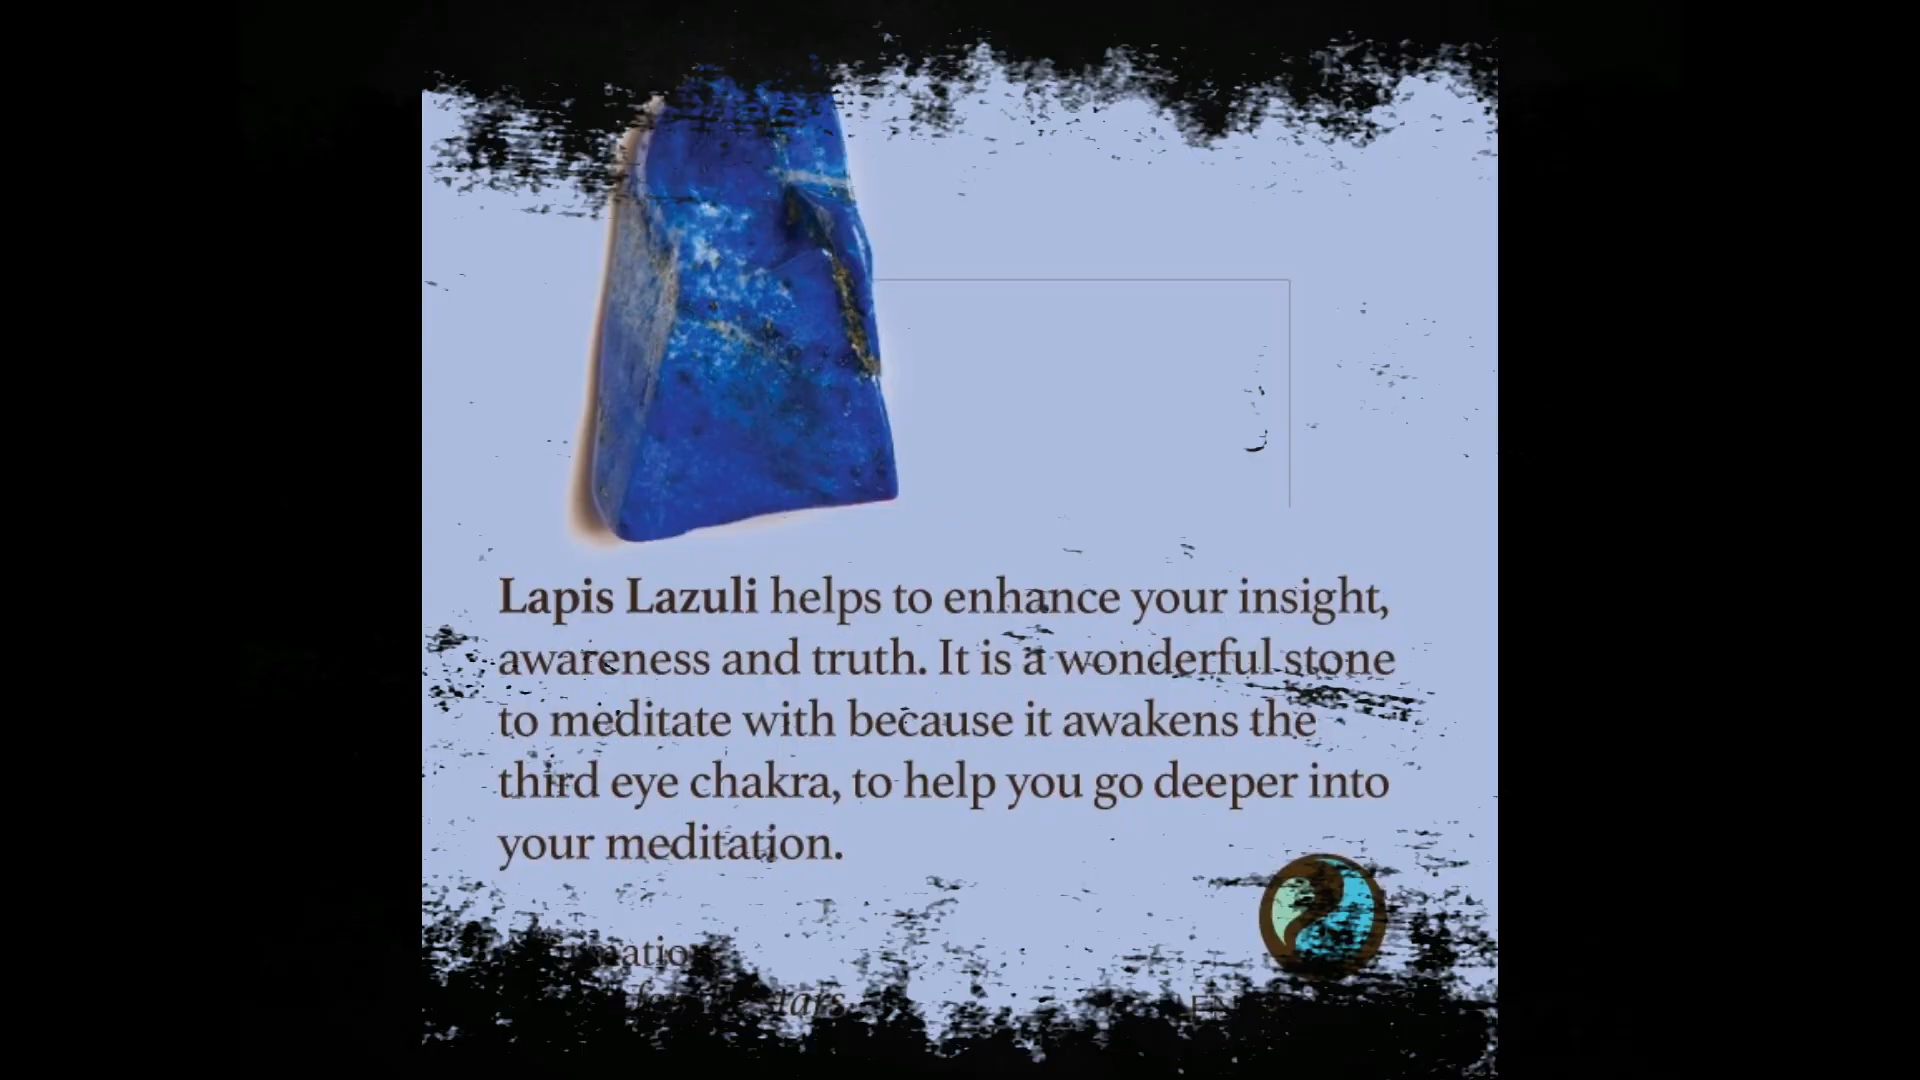 Lapis Lazuli helps to enhance your insight,
awareness and truth. It is a wonderful stone
to meditate with because it awakens the
third eye chakra, to help you go deeper into
your meditation.